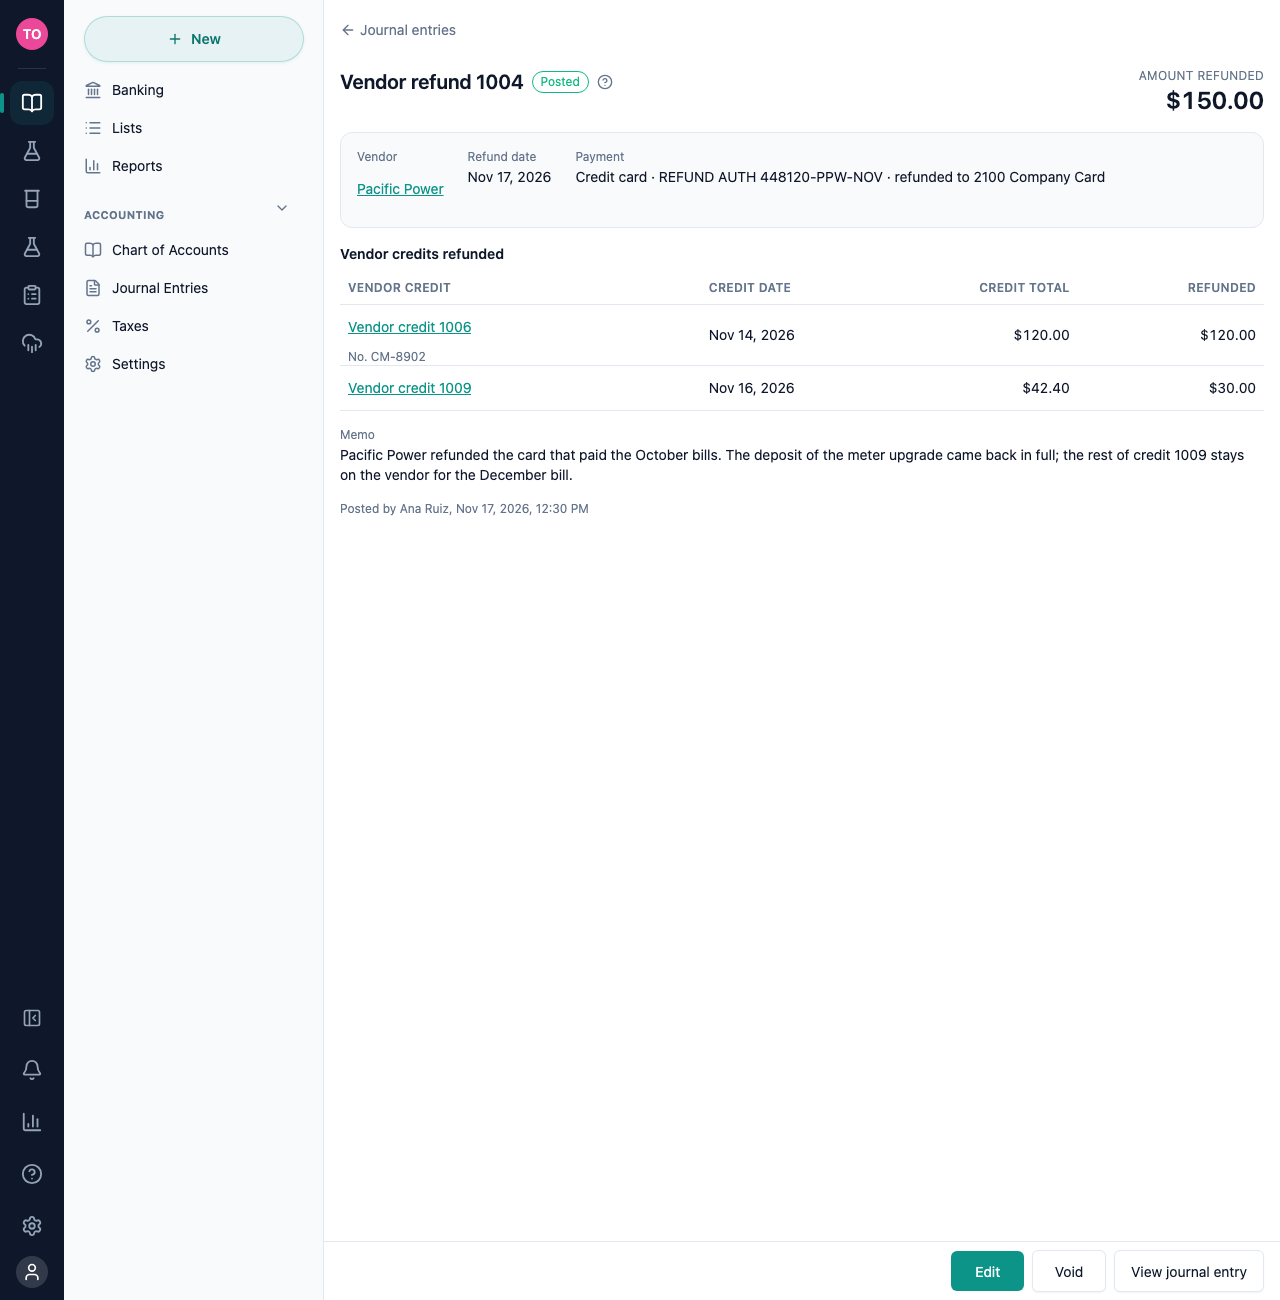 TO
New
Banking
Lists
Reports
ACCOUNTING
Chart of Accounts
Journal Entries
Taxes
Settings
Journal entries
Vendor refund 1004
Posted
AMOUNT REFUNDED
$150.00
Vendor
Refund date
Payment
Pacific Power
Nov 17, 2026
Credit card · REFUND AUTH 448120-PPW-NOV · refunded to 2100 Company Card
Vendor credits refunded
VENDOR CREDIT CREDIT DATE CREDIT TOTAL REFUNDED
Vendor credit 1006 Nov 14, 2026 $120.00 $120.00
No. CM-8902
Vendor credit 1009 Nov 16, 2026 $42.40 $30.00
Memo
Pacific Power refunded the card that paid the October bills. The deposit of the meter upgrade came back in full; the rest of credit 1009 stays
on the vendor for the December bill.
Posted by Ana Ruiz, Nov 17, 2026, 12:30 PM
Edit
Void
View journal entry